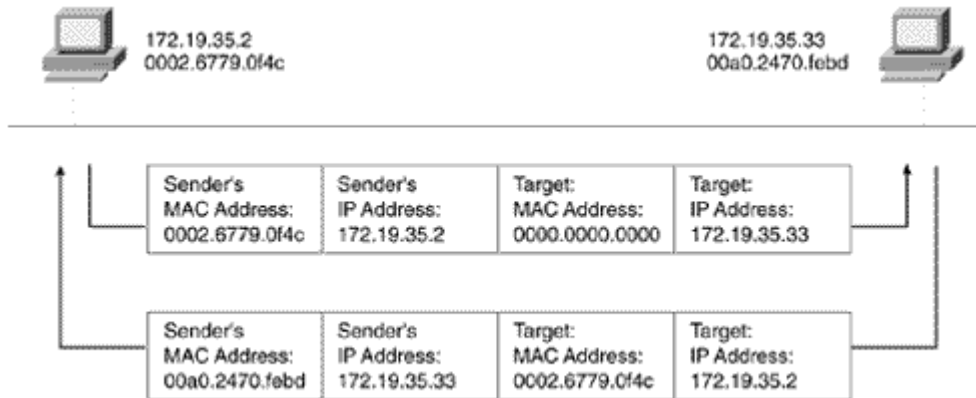 172.19.35.2
0002.6779.0f4c
172.19.35.33
00a0.2470.febd
Sender's
MAC Address:
0002.6779.0f4c
Sender's
IP Address:
172.19.35.2
Target:
MAC Address:
0000.0000.0000
Target:
IP Address:
172.19.35.33
Sender's
MAC Address:
00a0.2470.febd
Sender's
IP Address:
172.19.35.33
Target:
MAC Address:
0002.6779.0f4c
Target:
IP Address:
172.19.35.2